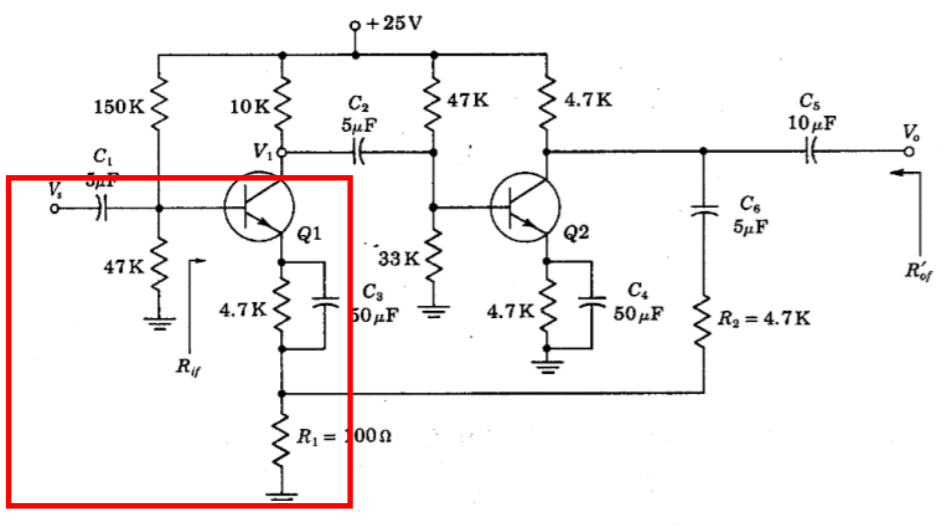 +25V
150K
10K
C₂
5μF
47K
4.7K
C₅
10μF
V₁
Vₒ
C₁
5μF
Vₛ
Q1
Q2
C₆
5μF
47K
33K
R′of
4.7K
C₃
50μF
4.7K
C₄
50μF
R₂ = 4.7K
Rif
R₁ = 100Ω